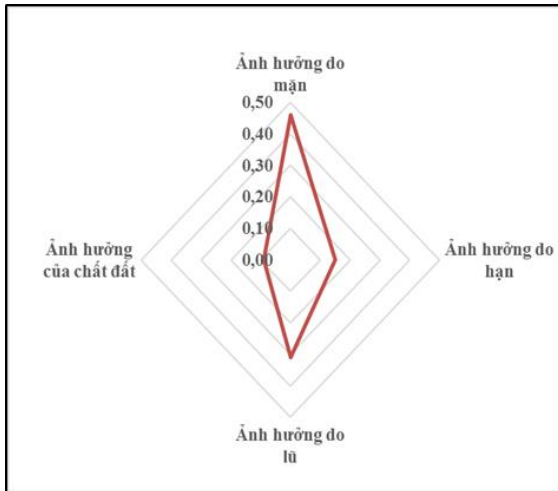 Ảnh hưởng do
mặn
0,50
0,40
0,30
0,20
0,10
0,00
Ảnh hưởng
của chất đất
Ảnh hưởng do
hạn
Ảnh hưởng do
lũ